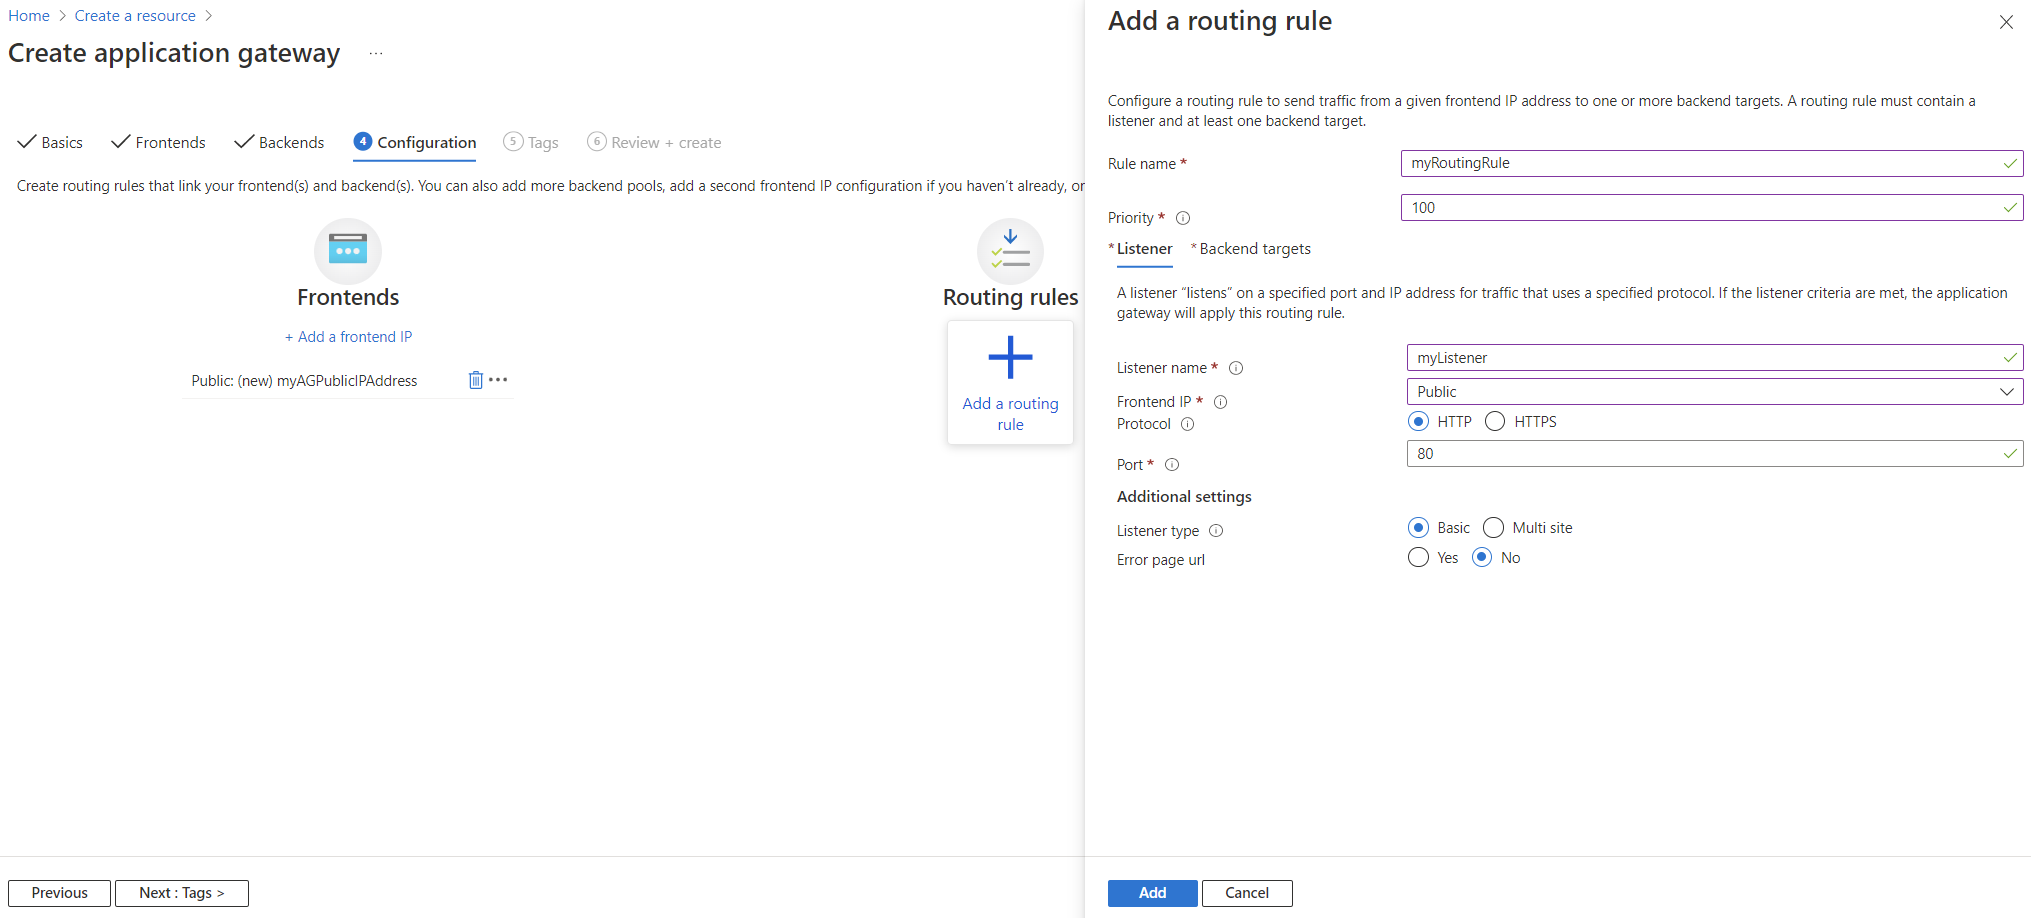 Home > Create a resource >
Create application gateway ...
Basics Frontends Backends 4 Configuration 5 Tags 6 Review + create
Create routing rules that link your frontend(s) and backend(s). You can also add more backend pools, add a second frontend IP configuration if you haven't already, or
Frontends
+ Add a frontend IP
Public: (new) myAGPublicIPAddress
Routing rules
Add a routing
rule
Previous
Next : Tags >
Add a routing rule
Configure a routing rule to send traffic from a given frontend IP address to one or more backend targets. A routing rule must contain a
listener and at least one backend target.
Rule name * myRoutingRule
Priority * 100
* Listener * Backend targets
A listener “listens” on a specified port and IP address for traffic that uses a specified protocol. If the listener criteria are met, the application
gateway will apply this routing rule.
Listener name * myListener
Frontend IP * Public
Protocol HTTP HTTPS
Port * 80
Additional settings
Listener type Basic Multi site
Error page url Yes No
Add
Cancel